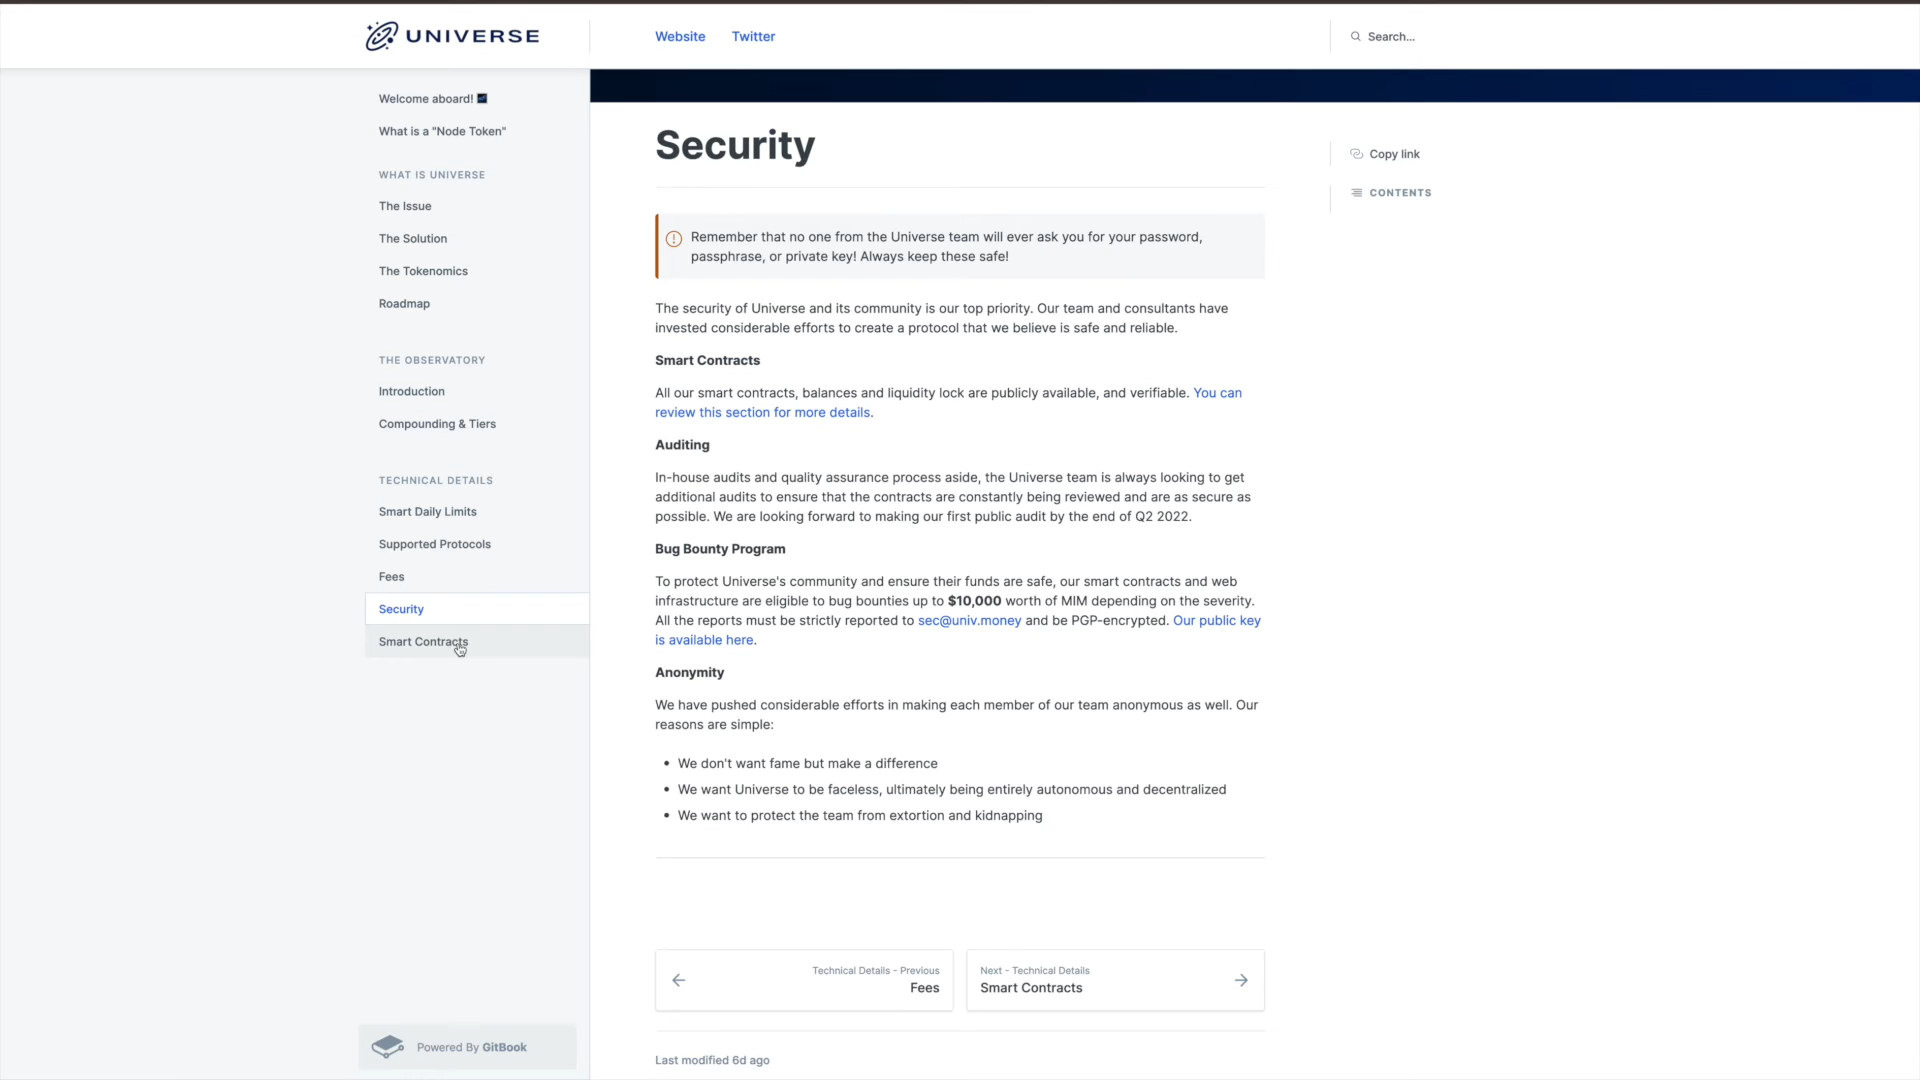 UNIVERSE
Website
Twitter
Search...
Welcome aboard!
What is a "Node Token"
WHAT IS UNIVERSE
The Issue
The Solution
The Tokenomics
Roadmap
THE OBSERVATORY
Introduction
Compounding & Tiers
TECHNICAL DETAILS
Smart Daily Limits
Supported Protocols
Fees
Security
Smart Contracts
Powered By GitBook
Security
Remember that no one from the Universe team will ever ask you for your password,
passphrase, or private key! Always keep these safe!
The security of Universe and its community is our top priority. Our team and consultants have
invested considerable efforts to create a protocol that we believe is safe and reliable.
Smart Contracts
All our smart contracts, balances and liquidity lock are publicly available, and verifiable. You can
review this section for more details.
Auditing
In-house audits and quality assurance process aside, the Universe team is always looking to get
additional audits to ensure that the contracts are constantly being reviewed and are as secure as
possible. We are looking forward to making our first public audit by the end of Q2 2022.
Bug Bounty Program
To protect Universe's community and ensure their funds are safe, our smart contracts and web
infrastructure are eligible to bug bounties up to $10,000 worth of MIM depending on the severity.
All the reports must be strictly reported to sec@univ.money and be PGP-encrypted. Our public key
is available here.
Anonymity
We have pushed considerable efforts in making each member of our team anonymous as well. Our
reasons are simple:
• We don't want fame but make a difference
• We want Universe to be faceless, ultimately being entirely autonomous and decentralized
• We want to protect the team from extortion and kidnapping
Technical Details - Previous
Fees
Next - Technical Details
Smart Contracts
Last modified 6d ago
Copy link
CONTENTS